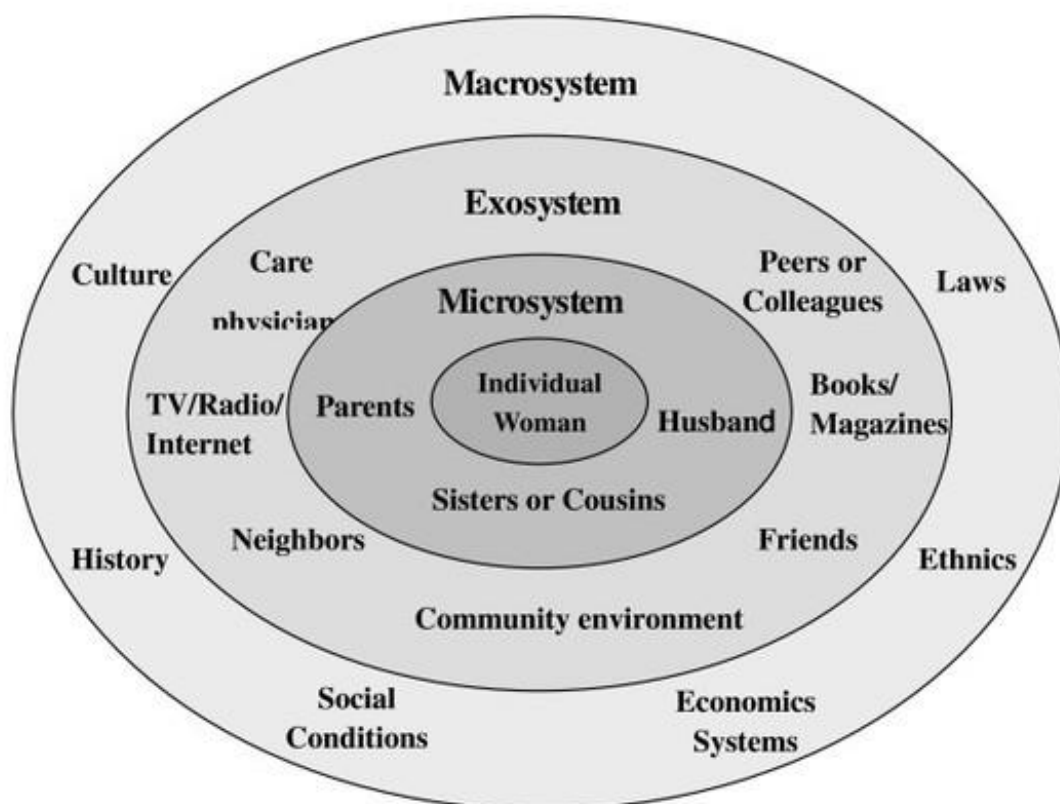 Macrosystem
Exosystem
Culture
Care
physician
Peers or
Colleagues
Laws
Microsystem
TV/Radio/
Internet
Parents
Individual
Woman
Husband
Books/
Magazines
Sisters or Cousins
Neighbors
Friends
History
Ethnics
Community environment
Social
Conditions
Economics
Systems